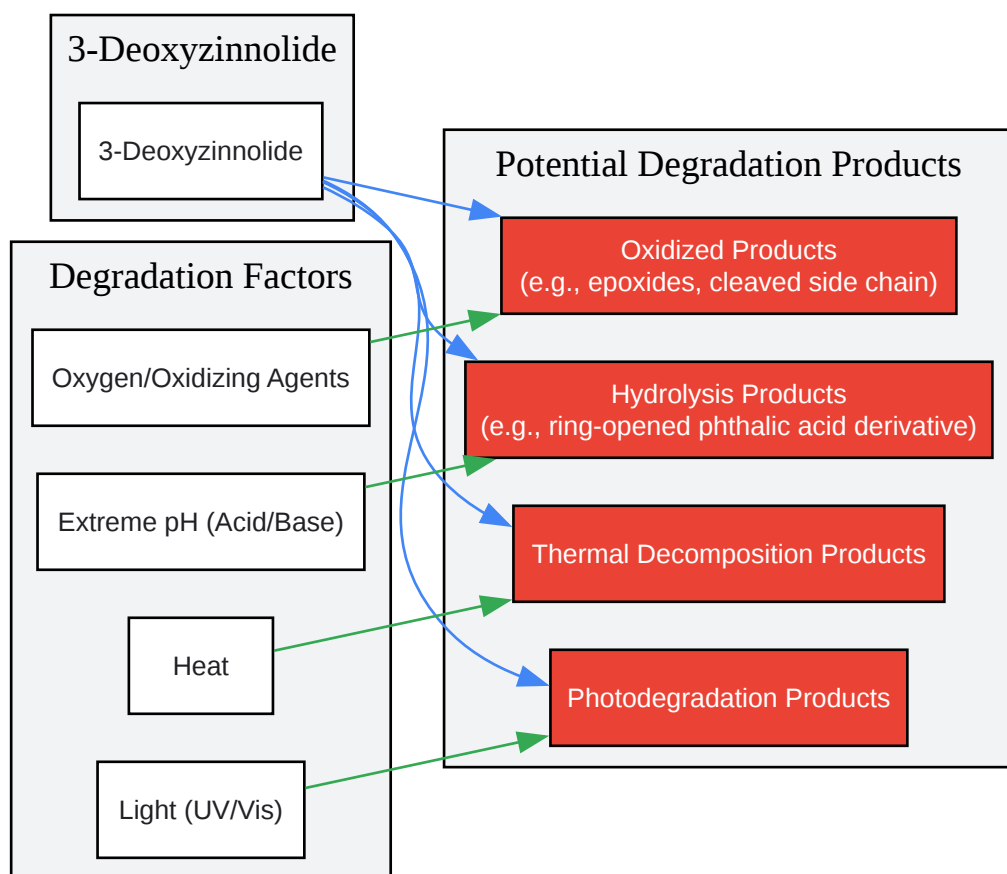 3-Deoxyzinnolide
3-Deoxyzinnolide
Degradation Factors
Oxygen/Oxidizing Agents
Extreme pH (Acid/Base)
Heat
Light (UV/Vis)
Potential Degradation Products
Oxidized Products
(e.g., epoxides, cleaved side chain)
Hydrolysis Products
(e.g., ring-opened phthalic acid derivative)
Thermal Decomposition Products
Photodegradation Products